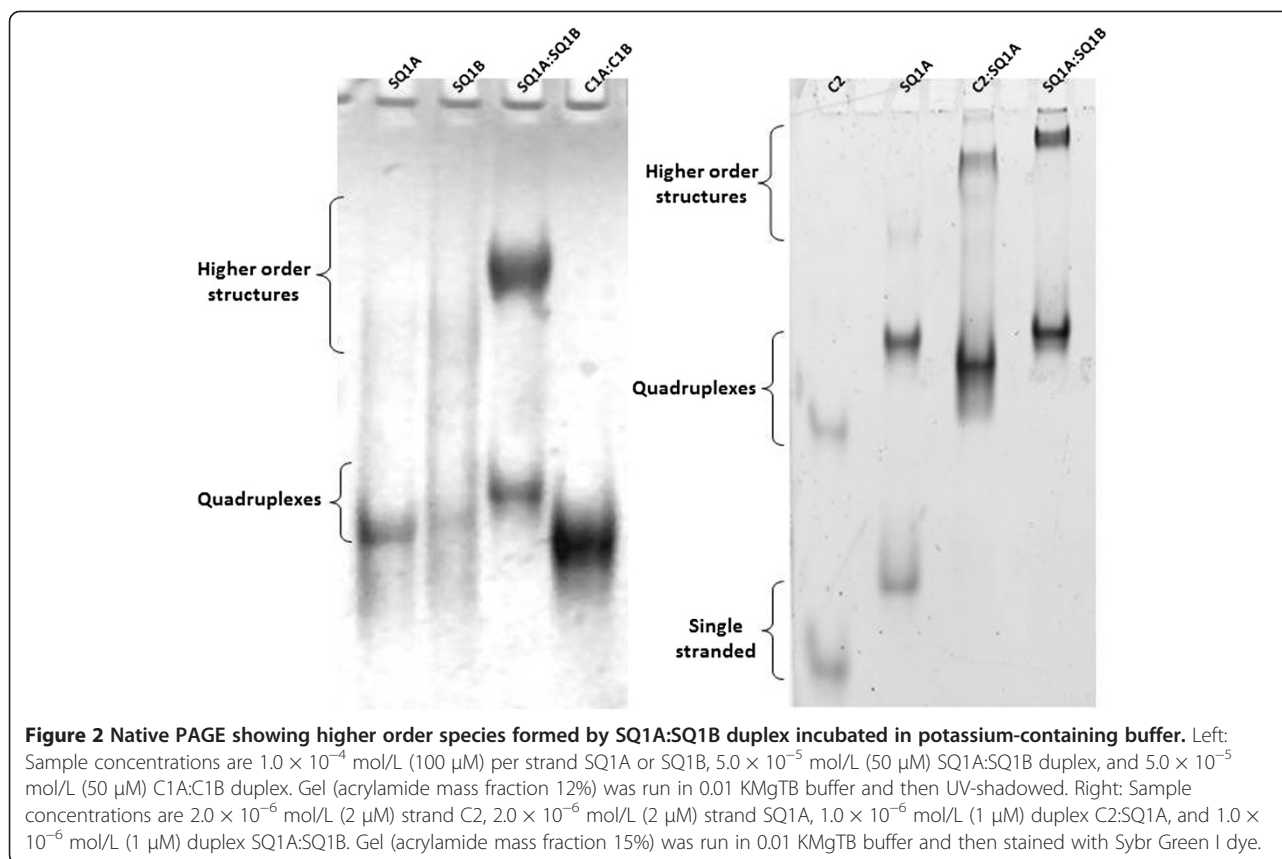 SQ1A
SQ1B
SQ1A:SQ1B
C1A:C1B
Higher order
structures
Quadruplexes
C2
SQ1A
C2:SQ1A
SQ1A:SQ1B
Higher order
structures
Quadruplexes
Single
stranded
Figure 2 Native PAGE showing higher order species formed by SQ1A:SQ1B duplex incubated in potassium-containing buffer. Left:
Sample concentrations are 1.0 × 10⁻⁴ mol/L (100 μM) per strand SQ1A or SQ1B, 5.0 × 10⁻⁵ mol/L (50 μM) SQ1A:SQ1B duplex, and 5.0 × 10⁻⁵
mol/L (50 μM) C1A:C1B duplex. Gel (acrylamide mass fraction 12%) was run in 0.01 KMgTB buffer and then UV-shadowed. Right: Sample
concentrations are 2.0 × 10⁻⁶ mol/L (2 μM) strand C2, 2.0 × 10⁻⁶ mol/L (2 μM) strand SQ1A, 1.0 × 10⁻⁶ mol/L (1 μM) duplex C2:SQ1A, and 1.0 ×
10⁻⁶ mol/L (1 μM) duplex SQ1A:SQ1B. Gel (acrylamide mass fraction 15%) was run in 0.01 KMgTB buffer and then stained with Sybr Green I dye.